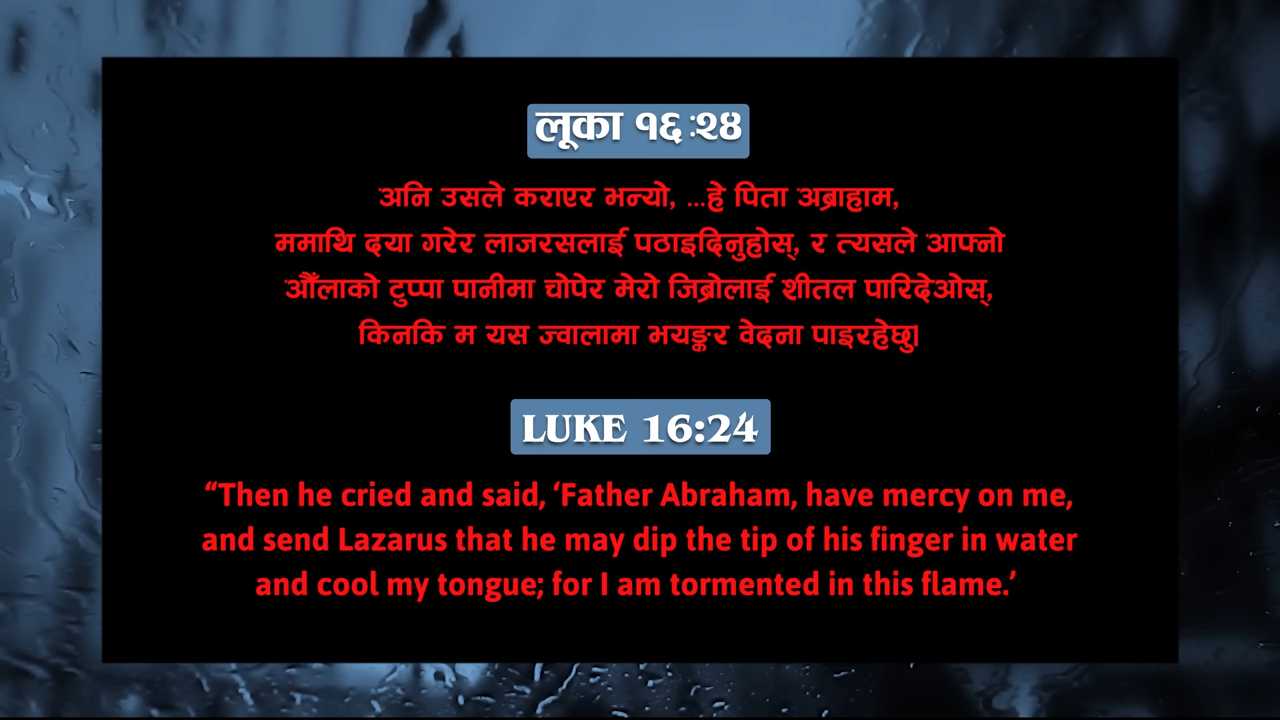 लूका १६:२४
अनि उसले कराएर भन्यो, ...हे पिता अब्राहाम,
ममाथि दया गरेर लाजरसलाई पठाइदिनुहोस्, र त्यसले आफ्नो
औँलाको टुप्पा पानीमा चोपेर मेरो जिब्रोलाई शीतल पारिदेओस्,
किनकि म यस ज्वालामा भयङ्कर वेदना पाइरहेछु।
LUKE 16:24
“Then he cried and said, ‘Father Abraham, have mercy on me,
and send Lazarus that he may dip the tip of his finger in water
and cool my tongue; for I am tormented in this flame.’